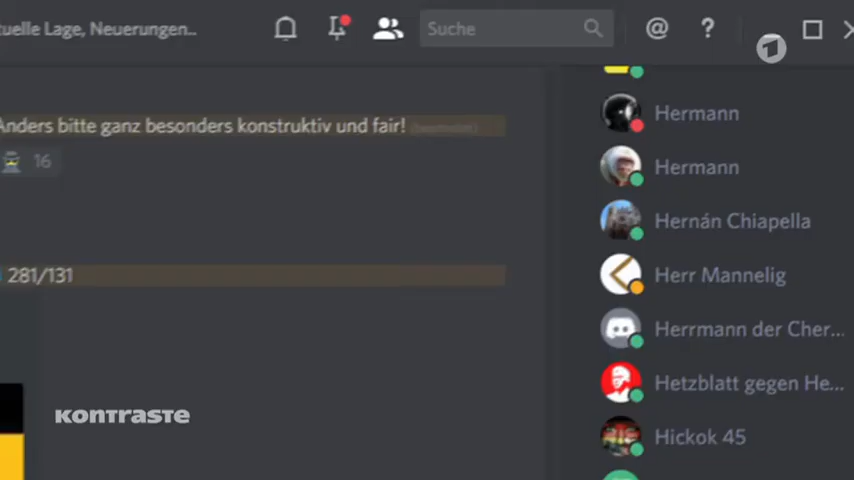 tuelle Lage, Neuerungen...
Suche
Anders bitte ganz besonders konstruktiv und fair!
16
281/131
Hermann
Hermann
Hernán Chiapella
Herr Mannelig
Herrmann der Cher...
Hetzblatt gegen He...
Hickok 45
KONTRASTE